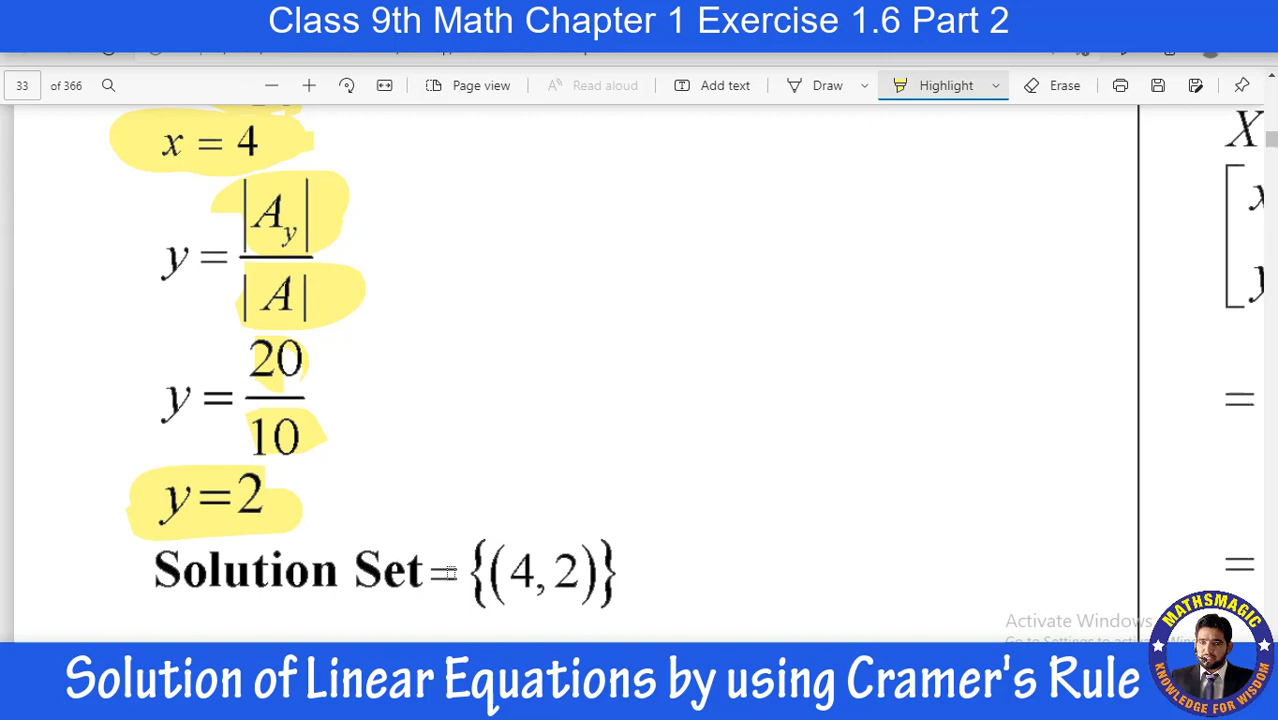 Class 9th Math Chapter 1 Exercise 1.6 Part 2
33 of 366 Page view Read aloud Add text Draw Highlight Erase
x = 4
y = |A_y| / |A|
y = 20 / 10
y = 2
Solution Set = {(4, 2)}
X
[x
y
=
=
Activate Windows
MATHSMAGIC
KNOWLEDGE FOR WISDOM
Solution of Linear Equations by using Cramer's Rule